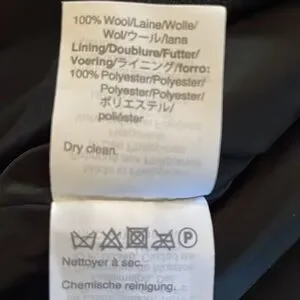 100% Wool/Laine/Wolle/
Wol/ウール/lana
Lining/Doublure/Futter/
Voering/ライニング/forro:
100% Polyester/Polyester/
Polyester/Polyester/
ポリエステル/
poliéster
Dry clean.
P
Nettoyer à sec.
Chemische reinigung.